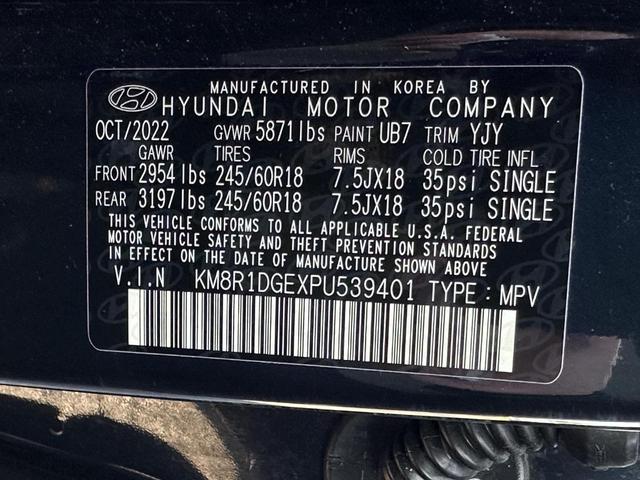 MANUFACTURED IN KOREA BY
HYUNDAI MOTOR COMPANY
OCT/2022 GVWR 5871lbs PAINT UB7 TRIM YJY
GAWR TIRES RIMS COLD TIRE INFL
FRONT 2954lbs 245/60R18 7.5JX18 35psi SINGLE
REAR 3197lbs 245/60R18 7.5JX18 35psi SINGLE
THIS VEHICLE CONFORMS TO ALL APPLICABLE U.S.A. FEDERAL
MOTOR VEHICLE SAFETY AND THEFT PREVENTION STANDARDS
IN EFFECT ON THE DATE OF MANUFACTURE SHOWN ABOVE
V.I.N KM8R1DGEXPU539401 TYPE : MPV